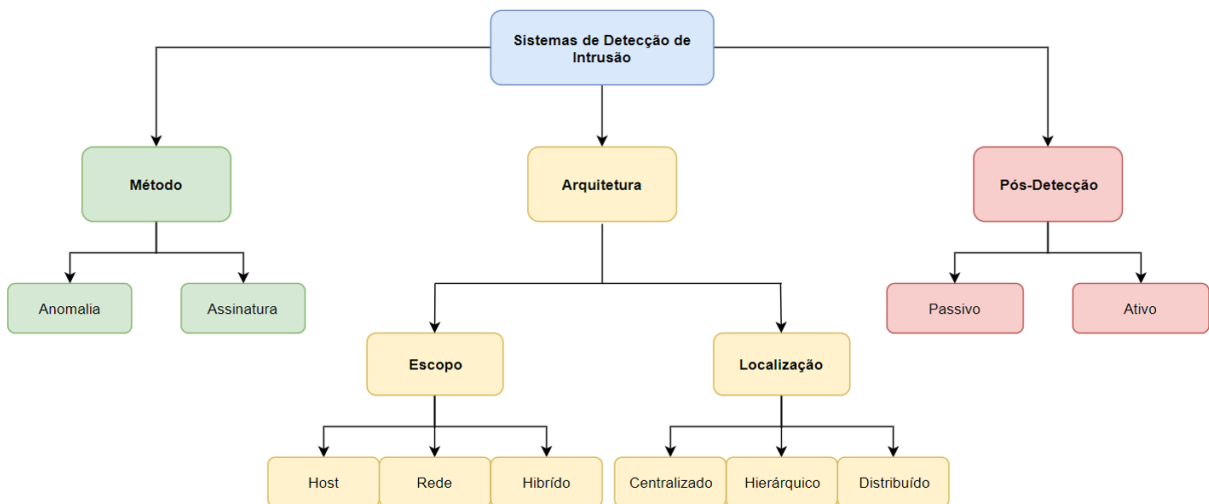 Sistemas de Detecção de
Intrusão
Método
Arquitetura
Pós-Detecção
Anomalia
Assinatura
Passivo
Ativo
Escopo
Localização
Host
Rede
Hibrído
Centralizado
Hierárquico
Distribuído